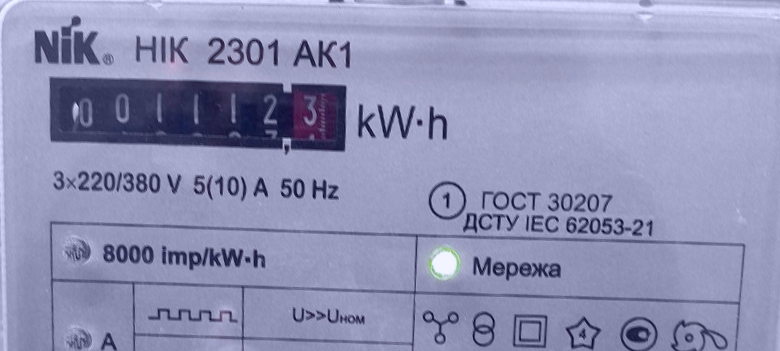 NiK® НІК 2301 АК1
0 0 1 1 1 2 3 kW·h
3×220/380 V 5(10) A 50 Hz
1 ГОСТ 30207
ДСТУ IEC 62053-21
8000 imp/kW·h
Мережа
U>>Uном
4
A